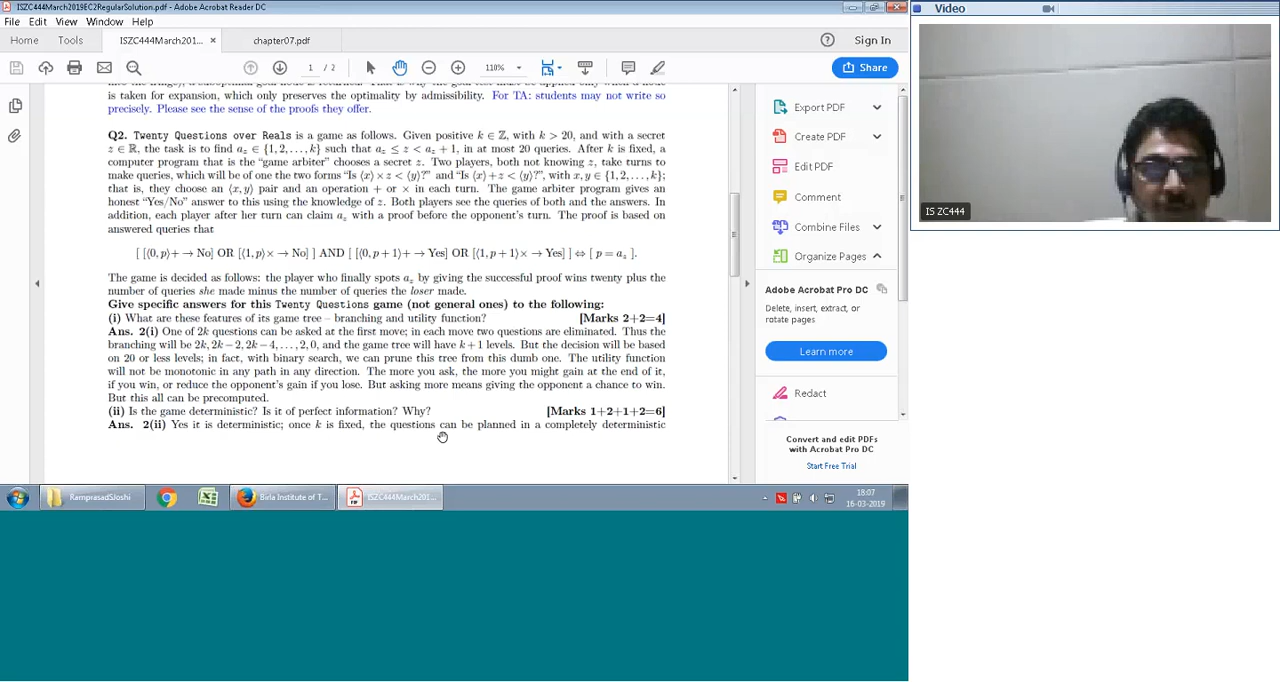 ISZC444March2019EC2RegularSolution.pdf - Adobe Acrobat Reader DC
File Edit View Window Help
Home Tools ISZC444March201... × chapter07.pdf Sign In
1 / 2 110% Share
is taken for expansion, which only preserves the optimality by admissibility. For TA: students may not write so
precisely. Please see the sense of the proofs they offer.
Q2. Twenty Questions over Reals is a game as follows. Given positive k ∈ ℤ, with k > 20, and with a secret
z ∈ ℝ, the task is to find a_z ∈ {1, 2, . . . , k} such that a_z ≤ z < a_z + 1, in at most 20 queries. After k is fixed, a
computer program that is the “game arbiter” chooses a secret z. Two players, both not knowing z, take turns to
make queries, which will be of one the two forms “Is ⟨x⟩ × z < ⟨y⟩?” and “Is ⟨x⟩ + z < ⟨y⟩?”, with x, y ∈ {1, 2, . . . , k};
that is, they choose an ⟨x, y⟩ pair and an operation + or × in each turn. The game arbiter program gives an
honest “Yes/No” answer to this using the knowledge of z. Both players see the queries of both and the answers. In
addition, each player after her turn can claim a_z with a proof before the opponent's turn. The proof is based on
answered queries that
[ [⟨0, p⟩+ → No] OR [⟨1, p⟩× → No] ] AND [ [⟨0, p + 1⟩+ → Yes] OR [⟨1, p + 1⟩× → Yes] ] ⇔ [ p = a_z ].
The game is decided as follows: the player who finally spots a_z by giving the successful proof wins twenty plus the
number of queries she made minus the number of queries the loser made.
Give specific answers for this Twenty Questions game (not general ones) to the following:
(i) What are these features of its game tree – branching and utility function? [Marks 2+2=4]
Ans. 2(i) One of 2k questions can be asked at the first move; in each move two questions are eliminated. Thus the
branching will be 2k, 2k − 2, 2k − 4, . . . , 2, 0, and the game tree will have k + 1 levels. But the decision will be based
on 20 or less levels; in fact, with binary search, we can prune this tree from this dumb one. The utility function
will not be monotonic in any path in any direction. The more you ask, the more you might gain at the end of it,
if you win, or reduce the opponent's gain if you lose. But asking more means giving the opponent a chance to win.
But this all can be precomputed.
(ii) Is the game deterministic? Is it of perfect information? Why? [Marks 1+2+1+2=6]
Ans. 2(ii) Yes it is deterministic; once k is fixed, the questions can be planned in a completely deterministic
Export PDF
Create PDF
Edit PDF
Comment
Combine Files
Organize Pages
Adobe Acrobat Pro DC
Delete, insert, extract, or
rotate pages
Learn more
Redact
Convert and edit PDFs
with Acrobat Pro DC
Start Free Trial
RamprasadSJoshi
Birla Institute of T...
ISZC444March201...
18:07
16-03-2019
Video
IS ZC444